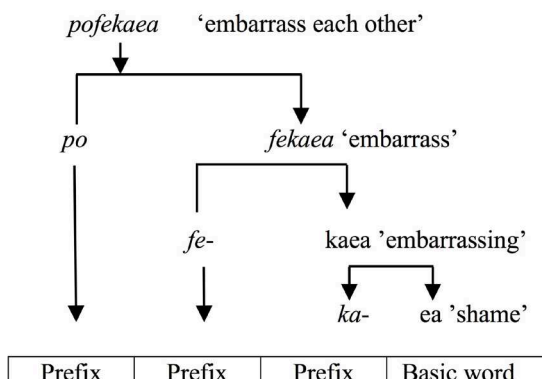 pofekaea ‘embarrass each other’
po fekaea ‘embarrass’
fe- kaea ’embarrassing’
ka- ea ’shame’
Prefix Prefix Prefix Basic word